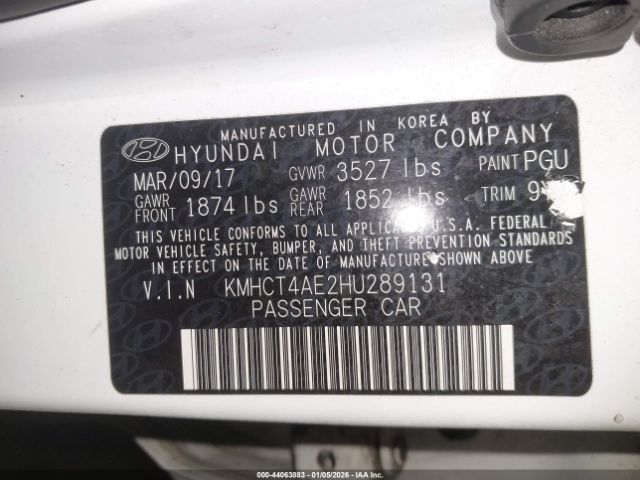 MANUFACTURED IN KOREA BY
HYUNDAI MOTOR COMPANY
MAR/09/17 GVWR 3527 lbs PAINT PGU
GAWR FRONT 1874 lbs GAWR REAR 1852 lbs TRIM
THIS VEHICLE CONFORMS TO ALL APPLICABLE U.S.A. FEDERAL
MOTOR VEHICLE SAFETY, BUMPER, AND THEFT PREVENTION STANDARDS
IN EFFECT ON THE DATE OF MANUFACTURE SHOWN ABOVE
V.I.N KMHCT4AE2HU289131
PASSENGER CAR
000-44063883 — 01/05/2026 — IAAI, Inc.